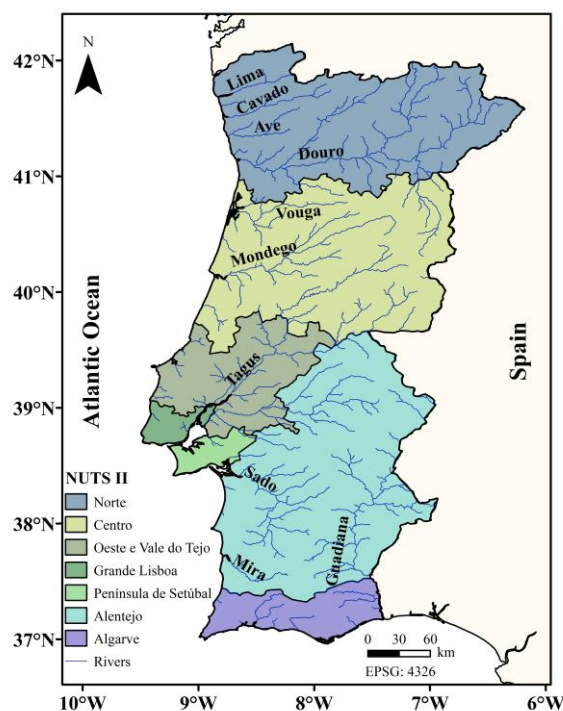 42°N
41°N
40°N
39°N
38°N
37°N
N
Lima
Cavado
Ave
Douro
Vouga
Mondego
Tagus
Sado
Mira
Guadiana
Atlantic Ocean
Spain
NUTS II
Norte
Centro
Oeste e Vale do Tejo
Grande Lisboa
Península de Setúbal
Alentejo
Algarve
Rivers
0 30 60
km
EPSG: 4326
10°W 9°W 8°W 7°W 6°W